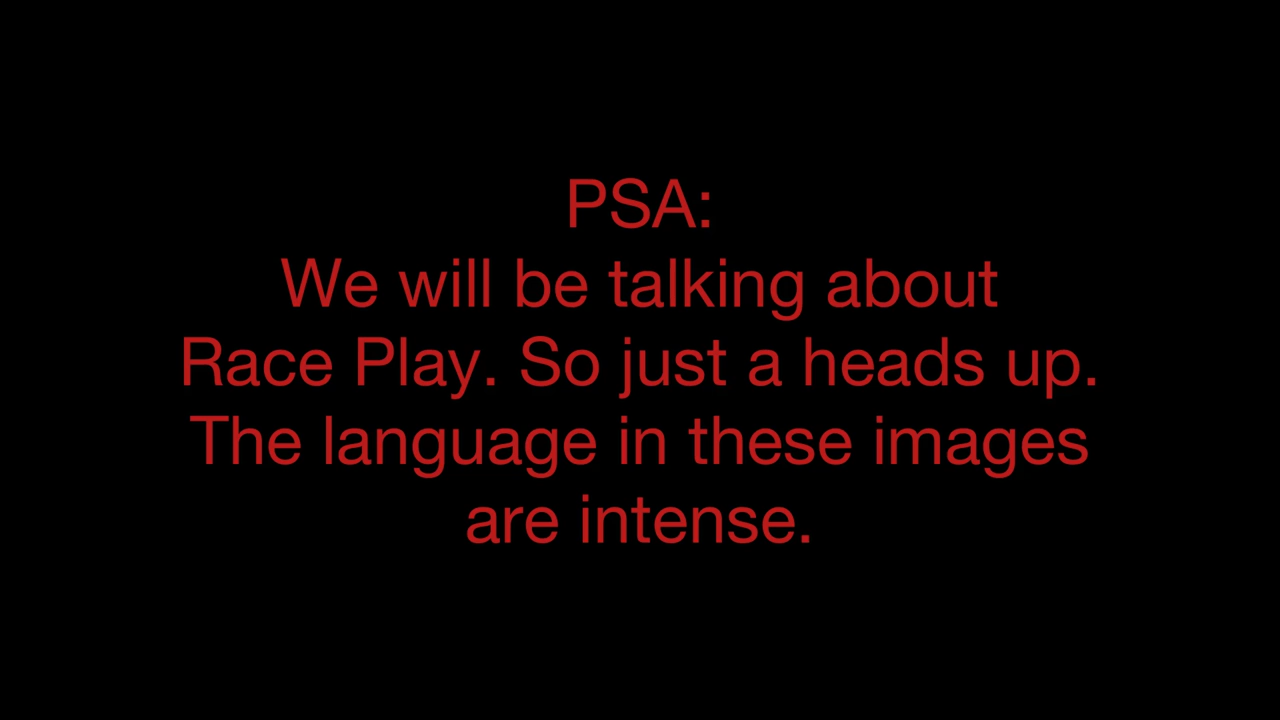 PSA:
We will be talking about
Race Play. So just a heads up.
The language in these images
are intense.